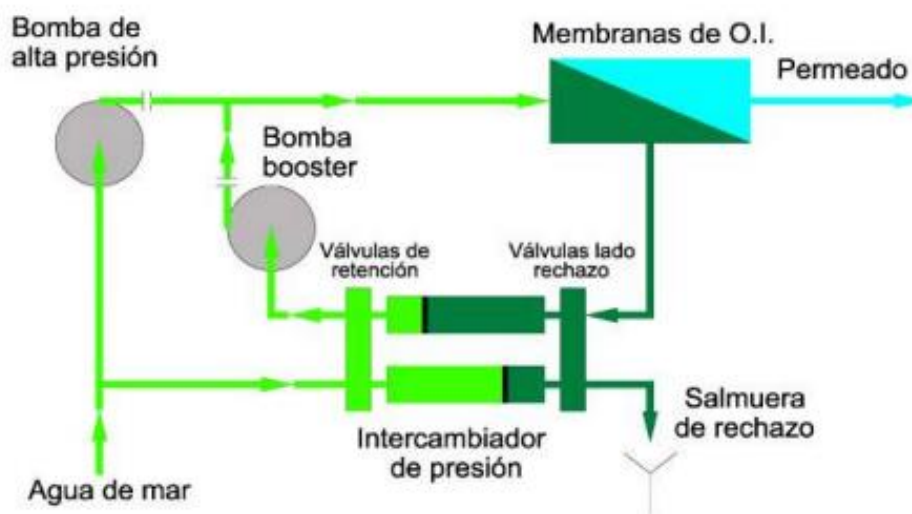 Bomba de
alta presión
Membranas de O.I.
Permeado
Bomba
booster
Válvulas de
retención
Válvulas lado
rechazo
Intercambiador
de presión
Salmuera
de rechazo
Agua de mar